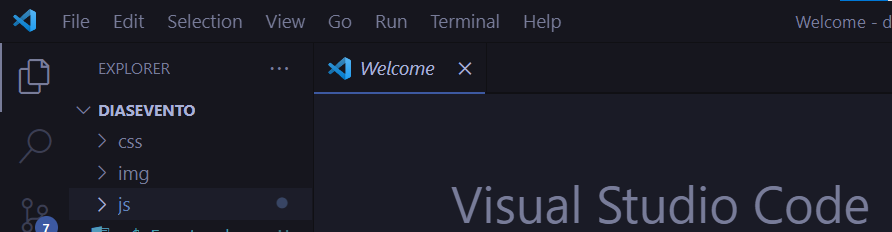 File Edit Selection View Go Run Terminal Help Welcome - d
EXPLORER ···
Welcome
DIASEVENTO
css
img
js
Visual Studio Code
7